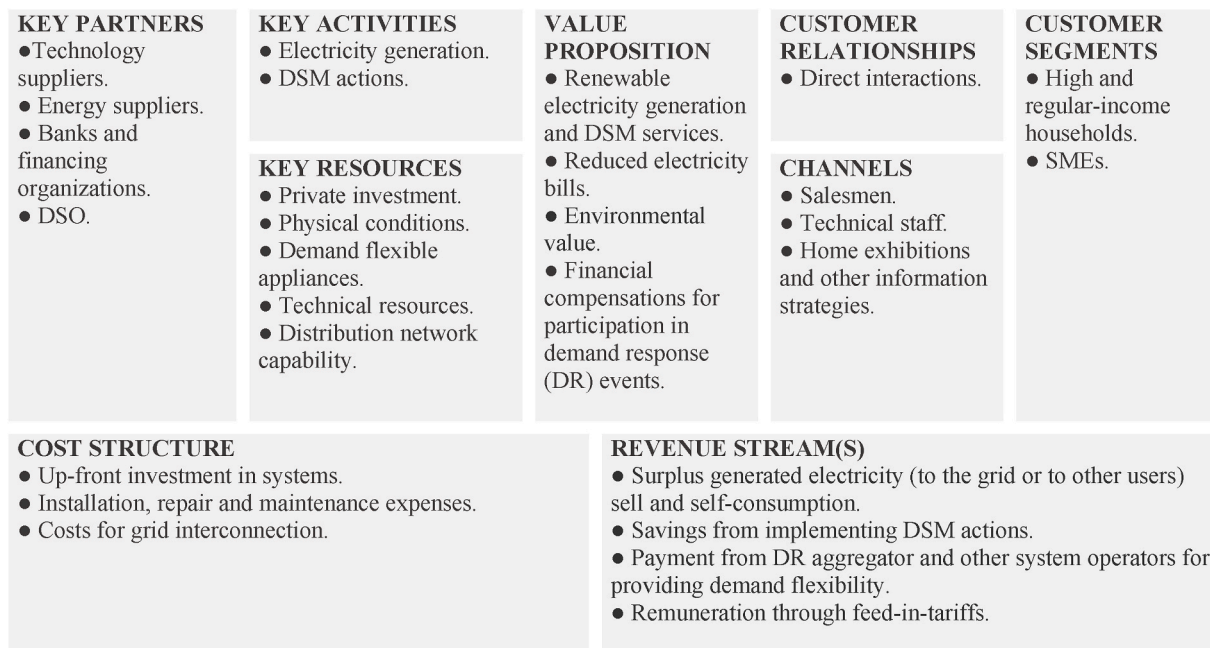 KEY PARTNERS
●Technology
suppliers.
● Energy suppliers.
● Banks and
financing
organizations.
● DSO.
KEY ACTIVITIES
● Electricity generation.
● DSM actions.
KEY RESOURCES
● Private investment.
● Physical conditions.
● Demand flexible
appliances.
● Technical resources.
● Distribution network
capability.
VALUE
PROPOSITION
● Renewable
electricity generation
and DSM services.
● Reduced electricity
bills.
● Environmental
value.
● Financial
compensations for
participation in
demand response
(DR) events.
CUSTOMER
RELATIONSHIPS
● Direct interactions.
CHANNELS
● Salesmen.
● Technical staff.
● Home exhibitions
and other information
strategies.
CUSTOMER
SEGMENTS
● High and
regular-income
households.
● SMEs.
COST STRUCTURE
● Up-front investment in systems.
● Installation, repair and maintenance expenses.
● Costs for grid interconnection.
REVENUE STREAM(S)
● Surplus generated electricity (to the grid or to other users)
sell and self-consumption.
● Savings from implementing DSM actions.
● Payment from DR aggregator and other system operators for
providing demand flexibility.
● Remuneration through feed-in-tariffs.